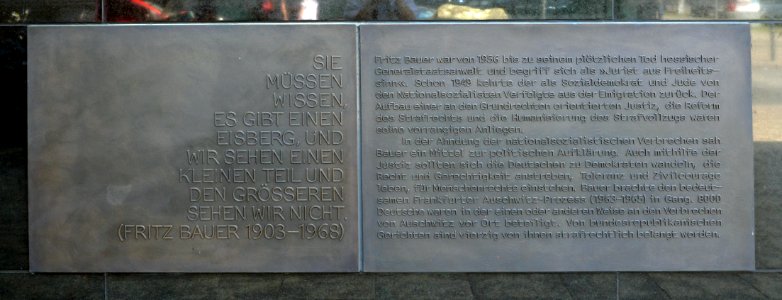 SIE
MÜSSEN
WISSEN,
ES GIBT EINEN
EISBERG, UND
WIR SEHEN EINEN
KLEINEN TEIL UND
DEN GRÖSSEREN
SEHEN WIR NICHT.
(FRITZ BAUER 1903–1968)
Fritz Bauer war von 1956 bis zu seinem plötzlichen Tod hessischer
Generalstaatsanwalt und begriff sich als »Jurist aus Freiheits-
sinn«. Schon 1949 kehrte der als Sozialdemokrat und Jude von
den Nationalsozialisten Verfolgte aus der Emigration zurück. Der
Aufbau einer an den Grundrechten orientierten Justiz, die Reform
des Strafrechts und die Humanisierung des Strafvollzugs waren
seine vorrangigen Anliegen.
In der Ahndung der nationalsozialistischen Verbrechen sah
Bauer ein Mittel zur politischen Aufklärung. Auch mithilfe der
Justiz sollten sich die Deutschen zu Demokraten wandeln, die
Recht und Gerechtigkeit anstreben, Toleranz und Zivilcourage
leben, für Menschenrechte einstehen. Bauer brachte den bedeut-
samen Frankfurter Auschwitz-Prozess (1963–1965) in Gang. 8000
Deutsche waren in der einen oder anderen Weise an den Verbrechen
von Auschwitz vor Ort beteiligt. Von bundesrepublikanischen
Gerichten sind vierzig von ihnen strafrechtlich belangt worden.